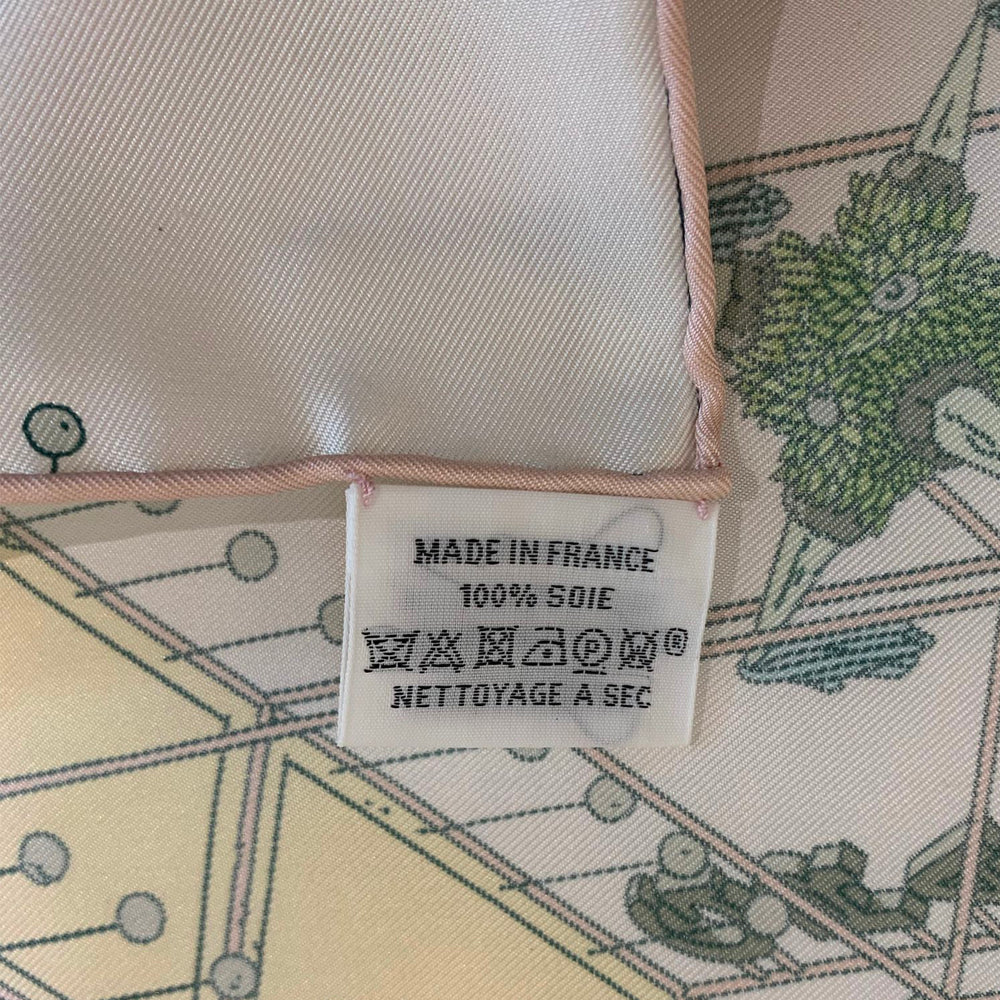 MADE IN FRANCE
100% SOIE
P ®
NETTOYAGE A SEC